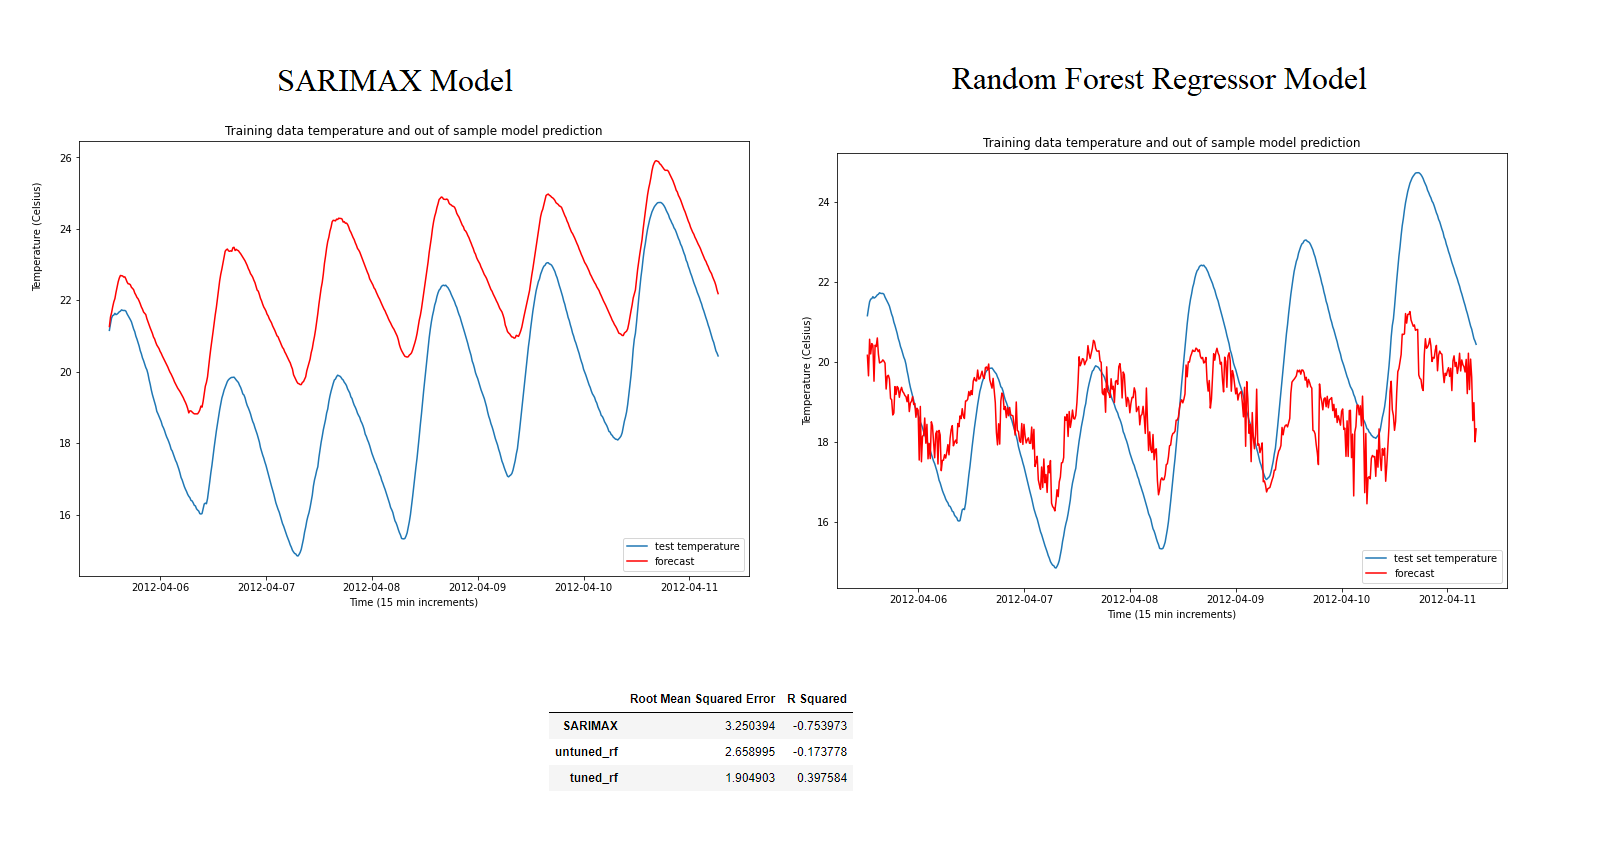 SARIMAX Model
Training data temperature and out of sample model prediction
Temperature (Celsius)
26
24
22
20
18
16
test temperature
forecast
2012-04-06 2012-04-07 2012-04-08 2012-04-09 2012-04-10 2012-04-11
Time (15 min increments)
Random Forest Regressor Model
Training data temperature and out of sample model prediction
Temperature (Celsius)
24
22
20
18
16
test set temperature
forecast
2012-04-06 2012-04-07 2012-04-08 2012-04-09 2012-04-10 2012-04-11
Time (15 min increments)
Root Mean Squared Error R Squared
SARIMAX 3.250394 -0.753973
untuned_rf 2.658995 -0.173778
tuned_rf 1.904903 0.397584